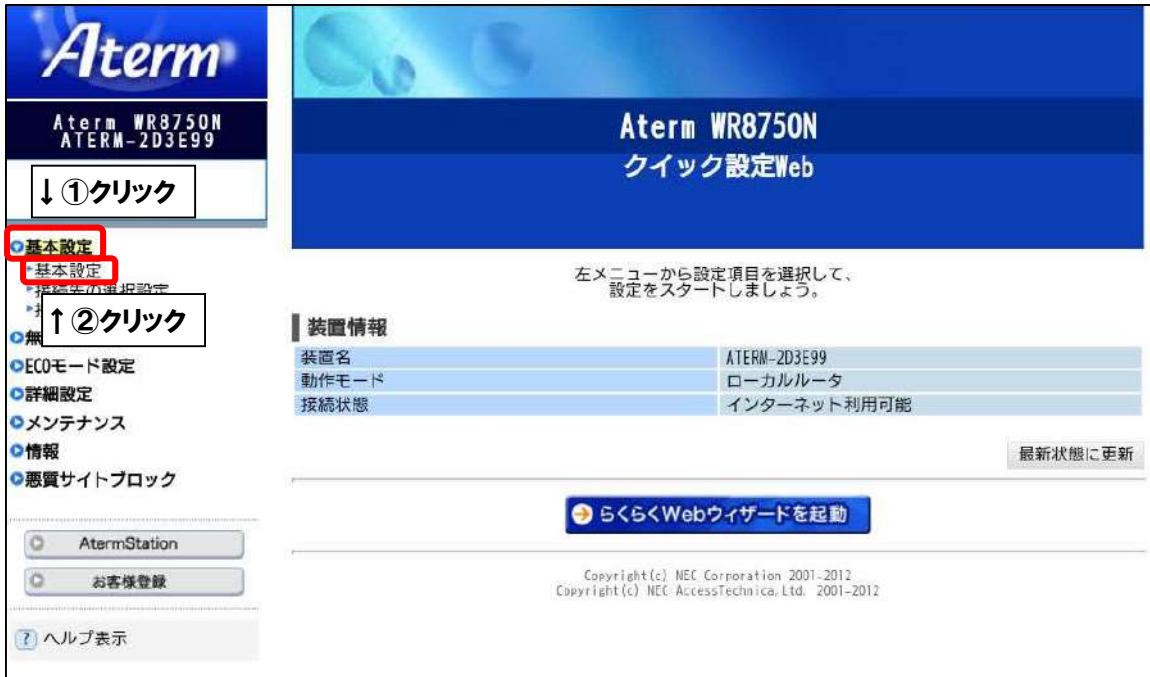 Aterm
Aterm WR8750N
ATERM-2D3E99
↓①クリック
基本設定
基本設定
接続先の選択設定
↑②クリック
無
ECOモード設定
詳細設定
メンテナンス
情報
悪質サイトブロック
AtermStation
お客様登録
? ヘルプ表示
Aterm WR8750N
クイック設定Web
左メニューから設定項目を選択して、
設定をスタートしましょう。
装置情報
装置名 ATERM-2D3E99
動作モード ローカルルータ
接続状態 インターネット利用可能
最新状態に更新
らくらくWebウィザードを起動
Copyright(c) NEC Corporation 2001-2012
Copyright(c) NEC AccessTechnica,Ltd. 2001-2012